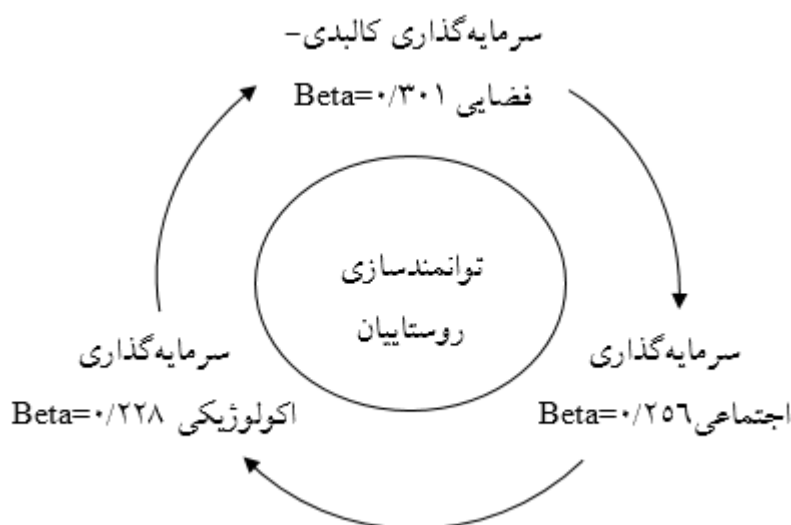 سرمایه‌گذاری کالبدی-
فضایی Beta=۰/۳۰۱
توانمندسازی
روستاییان
سرمایه‌گذاری
اجتماعی Beta=۰/۲۵۶
سرمایه‌گذاری
اکولوژیکی Beta=۰/۲۲۸